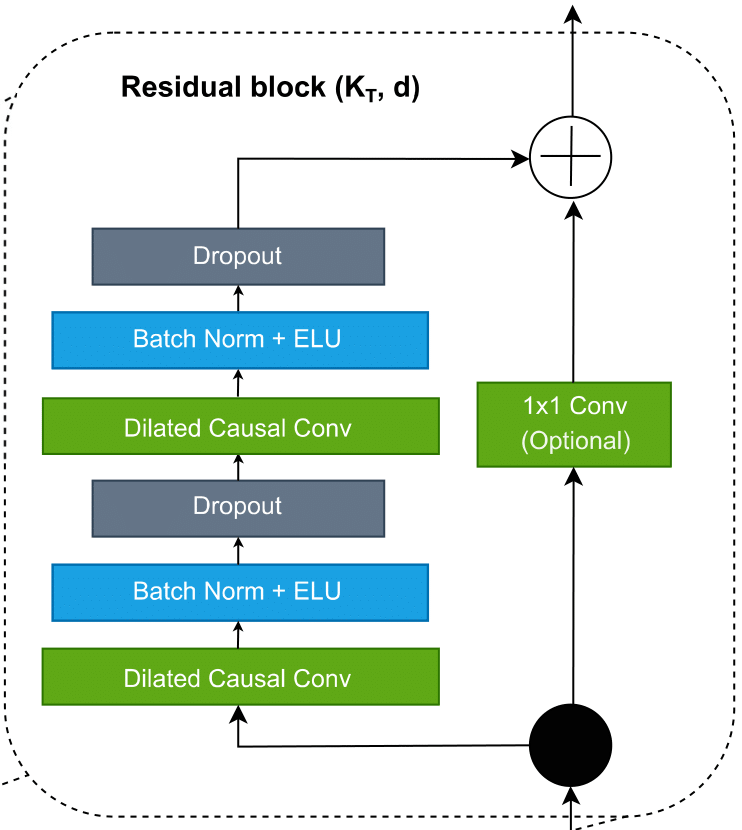 Residual block (K_T, d)
Dropout
Batch Norm + ELU
Dilated Causal Conv
Dropout
Batch Norm + ELU
Dilated Causal Conv
1x1 Conv
(Optional)